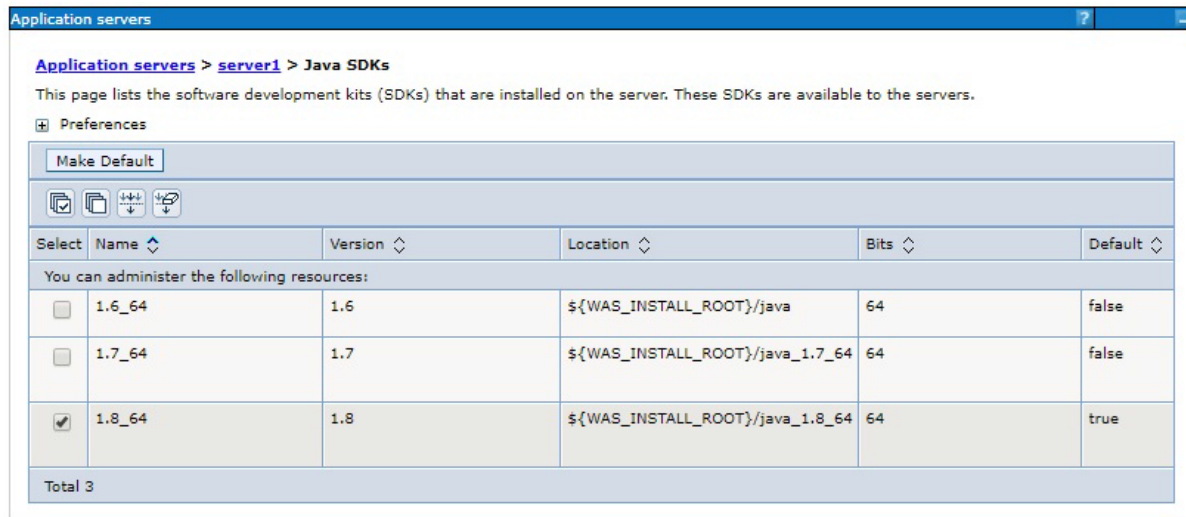 Application servers ? –
Application servers > server1 > Java SDKs
This page lists the software development kits (SDKs) that are installed on the server. These SDKs are available to the servers.
+ Preferences
Make Default
Select Name Version Location Bits Default
You can administer the following resources:
1.6_64 1.6 ${WAS_INSTALL_ROOT}/java 64 false
1.7_64 1.7 ${WAS_INSTALL_ROOT}/java_1.7_64 64 false
1.8_64 1.8 ${WAS_INSTALL_ROOT}/java_1.8_64 64 true
Total 3